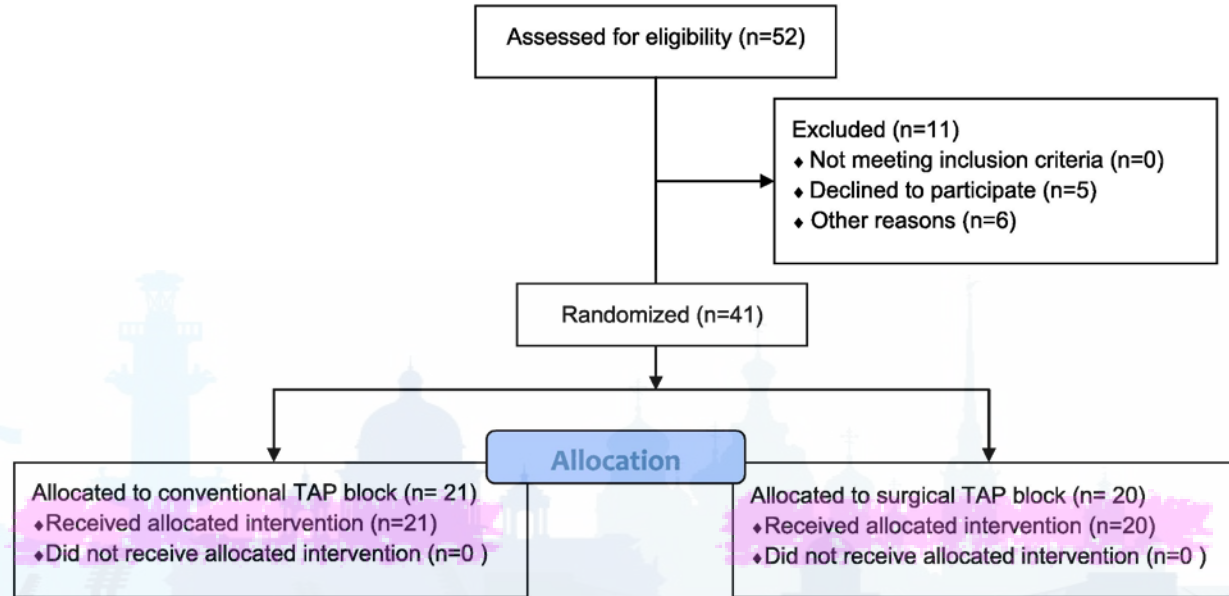 Assessed for eligibility (n=52)
Excluded (n=11)
♦ Not meeting inclusion criteria (n=0)
♦ Declined to participate (n=5)
♦ Other reasons (n=6)
Randomized (n=41)
Allocation
Allocated to conventional TAP block (n= 21)
♦Received allocated intervention (n=21)
♦Did not receive allocated intervention (n=0 )
Allocated to surgical TAP block (n= 20)
♦Received allocated intervention (n=20)
♦Did not receive allocated intervention (n=0 )